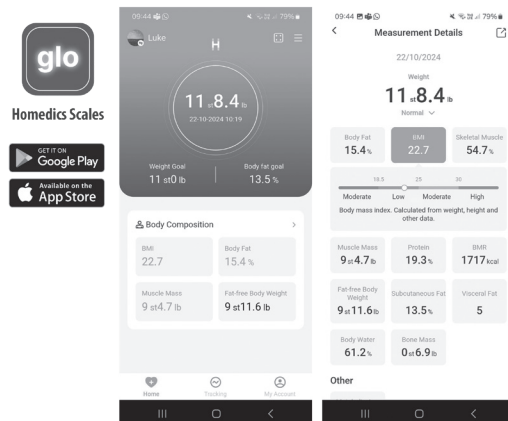 glo
Homedics Scales
GET IT ON
Google Play
Available on the
App Store
09:44
79%
Luke
H
11 st 8.4 lb
22-10-2024 10:19
Weight Goal
11 st 0 lb
Body fat goal
13.5 %
Body Composition >
BMI
22.7
Body Fat
15.4 %
Muscle Mass
9 st 4.7 lb
Fat-free Body Weight
9 st 11.6 lb
Home
Tracking
My Account
09:44
79%
Measurement Details
22/10/2024
Weight
11 st 8.4 lb
Normal
Body Fat
15.4 %
BMI
22.7
Skeletal Muscle
54.7 %
18.5 25 30
Moderate Low Moderate High
Body mass index. Calculated from weight, height and
other data.
Muscle Mass
9 st 4.7 lb
Protein
19.3 %
BMR
1717 kcal
Fat-free Body
Weight
9 st 11.6 lb
Subcutaneous Fat
13.5 %
Visceral Fat
5
Body Water
61.2 %
Bone Mass
0 st 6.9 lb
Other